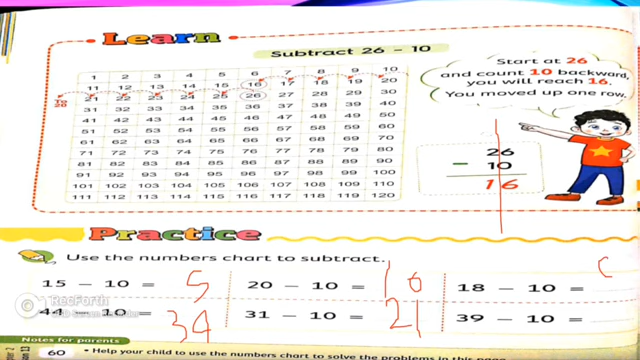 Learn
Subtract 26 – 10
1 2 3 4 5 6 7 8 9 10
11 12 13 14 15 16 17 18 19 20
21 22 23 24 25 26 27 28 29 30
To 20
31 32 33 34 35 36 37 38 39 40
41 42 43 44 45 46 47 48 49 50
51 52 53 54 55 56 57 58 59 60
61 62 63 64 65 66 67 68 69 70
71 72 73 74 75 76 77 78 79 80
81 82 83 84 85 86 87 88 89 90
91 92 93 94 95 96 97 98 99 100
101 102 103 104 105 106 107 108 109 110
111 112 113 114 115 116 117 118 119 120
Start at 26
and count 10 backward,
you will reach 16.
You moved up one row.
26
– 10
16
Practice
Use the numbers chart to subtract.
15 – 10 = 5 20 – 10 = 10 18 – 10 =
44 – 10 = 34 31 – 10 = 21 39 – 10 =
RecForth
Notes for parents
60 • Help your child to use the numbers chart to solve the problems in this page